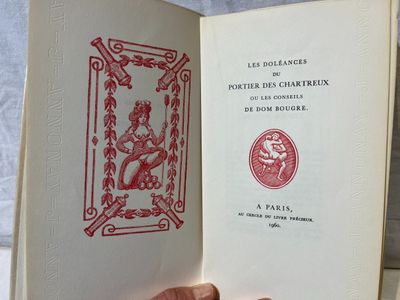 LES DOLÉANCES
DU
PORTIER DES CHARTREUX
OU LES CONSEILS
DE DOM BOUGRE.
A PARIS,
AU CERCLE DU LIVRE PRÉCIEUX.
1960.